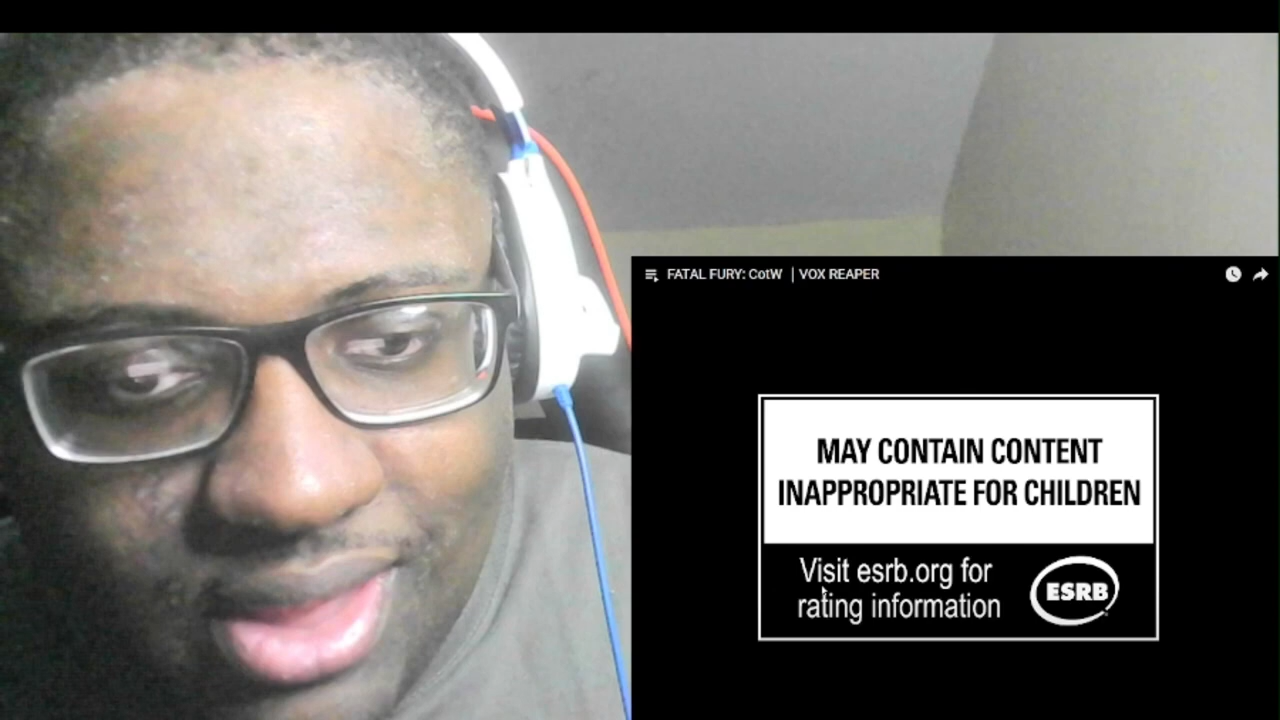 FATAL FURY: CotW | VOX REAPER
MAY CONTAIN CONTENT
INAPPROPRIATE FOR CHILDREN
Visit esrb.org for
rating information
ESRB